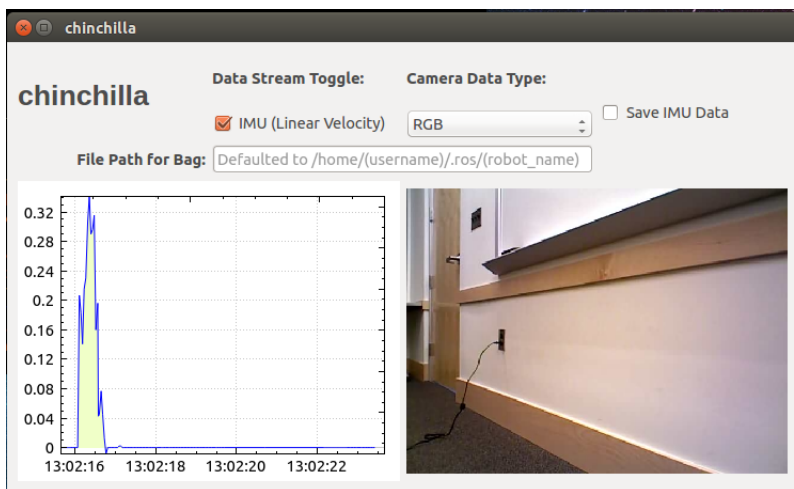 chinchilla
Data Stream Toggle:
Camera Data Type:
chinchilla
IMU (Linear Velocity)
RGB
Save IMU Data
File Path for Bag:
Defaulted to /home/(username)/.ros/(robot_name)
0.32
0.28
0.24
0.2
0.16
0.12
0.08
0.04
0
13:02:16
13:02:18
13:02:20
13:02:22